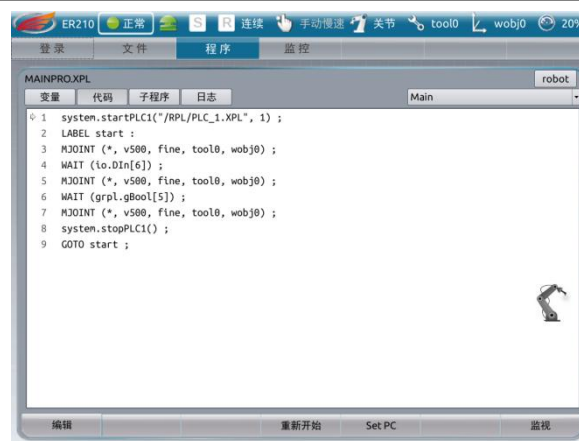 ER210 正常 S R 连续 手动慢速 关节 tool0 wobj0 20%
登录 文件 程序 监控
MAINPRO.XPL robot
变量 代码 子程序 日志 Main
1 system.startPLC1("/RPL/PLC_1.XPL", 1) ;
2 LABEL start :
3 MJOINT (*, v500, fine, tool0, wobj0) ;
4 WAIT (io.DIn[6]) ;
5 MJOINT (*, v500, fine, tool0, wobj0) ;
6 WAIT (grpl.gBool[5]) ;
7 MJOINT (*, v500, fine, tool0, wobj0) ;
8 system.stopPLC1() ;
9 GOTO start ;
编辑 重新开始 Set PC 监视